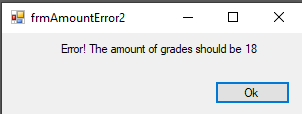 frmAmountError2
Error! The amount of grades should be 18
Ok